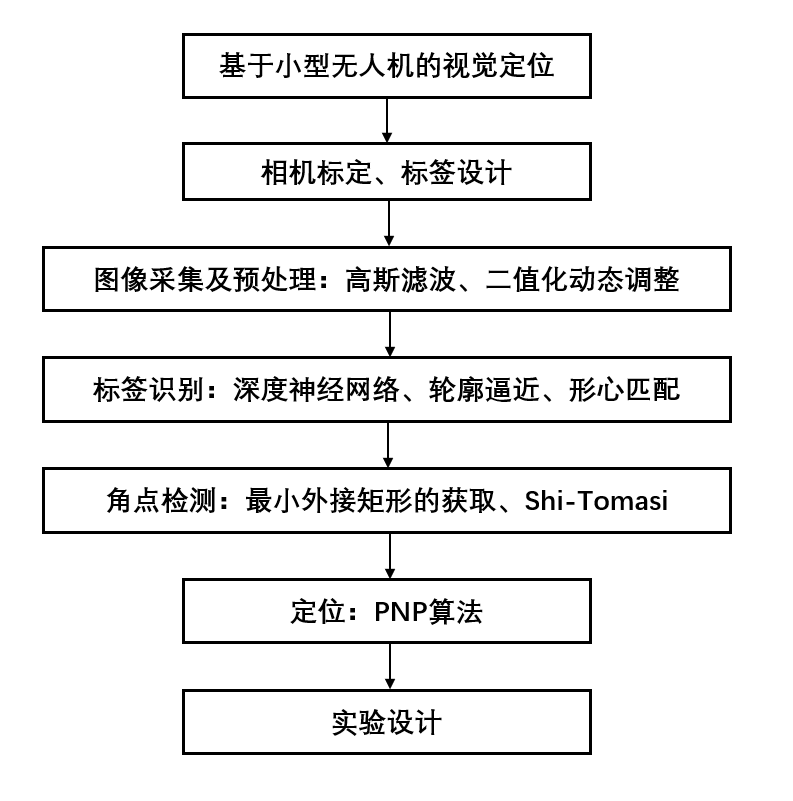 基于小型无人机的视觉定位
相机标定、标签设计
图像采集及预处理：高斯滤波、二值化动态调整
标签识别：深度神经网络、轮廓逼近、形心匹配
角点检测：最小外接矩形的获取、Shi-Tomasi
定位：PNP算法
实验设计